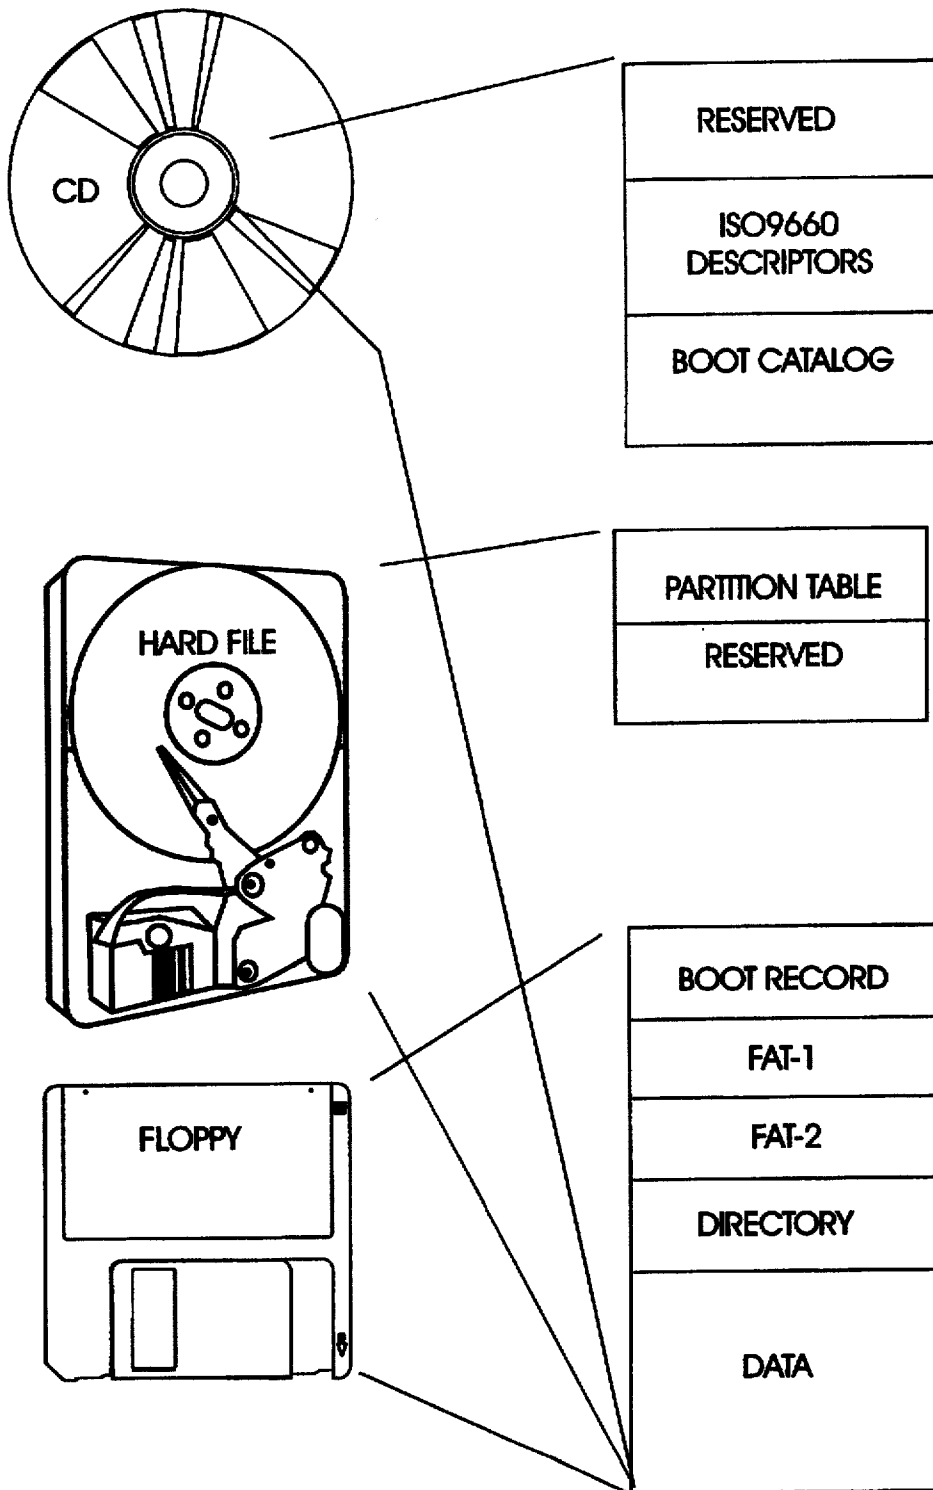 CD
RESERVED
ISO9660
DESCRIPTORS
BOOT CATALOG
HARD FILE
PARTITION TABLE
RESERVED
FLOPPY
BOOT RECORD
FAT-1
FAT-2
DIRECTORY
DATA